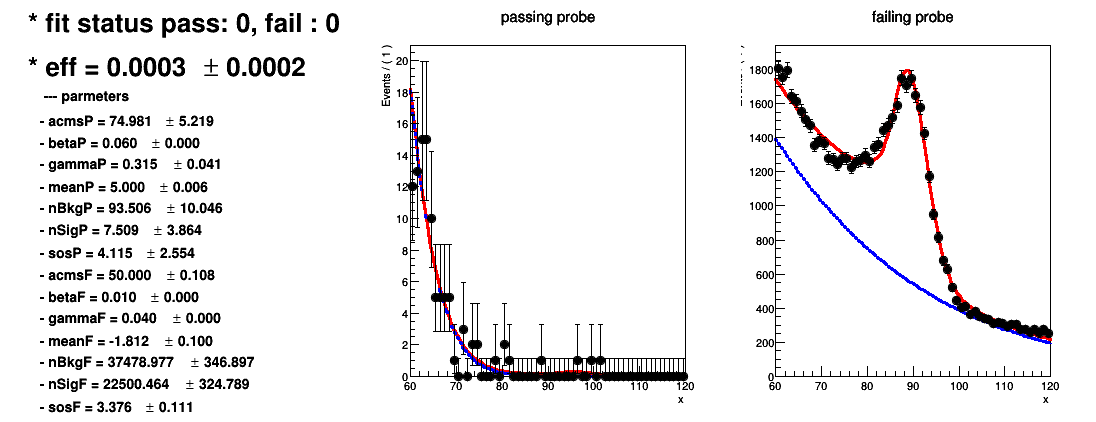 * fit status pass: 0, fail : 0
* eff = 0.0003 ± 0.0002
--- parmeters
- acmsP = 74.981 ± 5.219
- betaP = 0.060 ± 0.000
- gammaP = 0.315 ± 0.041
- meanP = 5.000 ± 0.006
- nBkgP = 93.506 ± 10.046
- nSigP = 7.509 ± 3.864
- sosP = 4.115 ± 2.554
- acmsF = 50.000 ± 0.108
- betaF = 0.010 ± 0.000
- gammaF = 0.040 ± 0.000
- meanF = -1.812 ± 0.100
- nBkgF = 37478.977 ± 346.897
- nSigF = 22500.464 ± 324.789
- sosF = 3.376 ± 0.111
passing probe
Events / ( 1 )
20
18
16
14
12
10
8
6
4
2
0
60 70 80 90 100 110 120
x
failing probe
1800
1600
1400
1200
1000
800
600
400
200
0
60 70 80 90 100 110 120
x